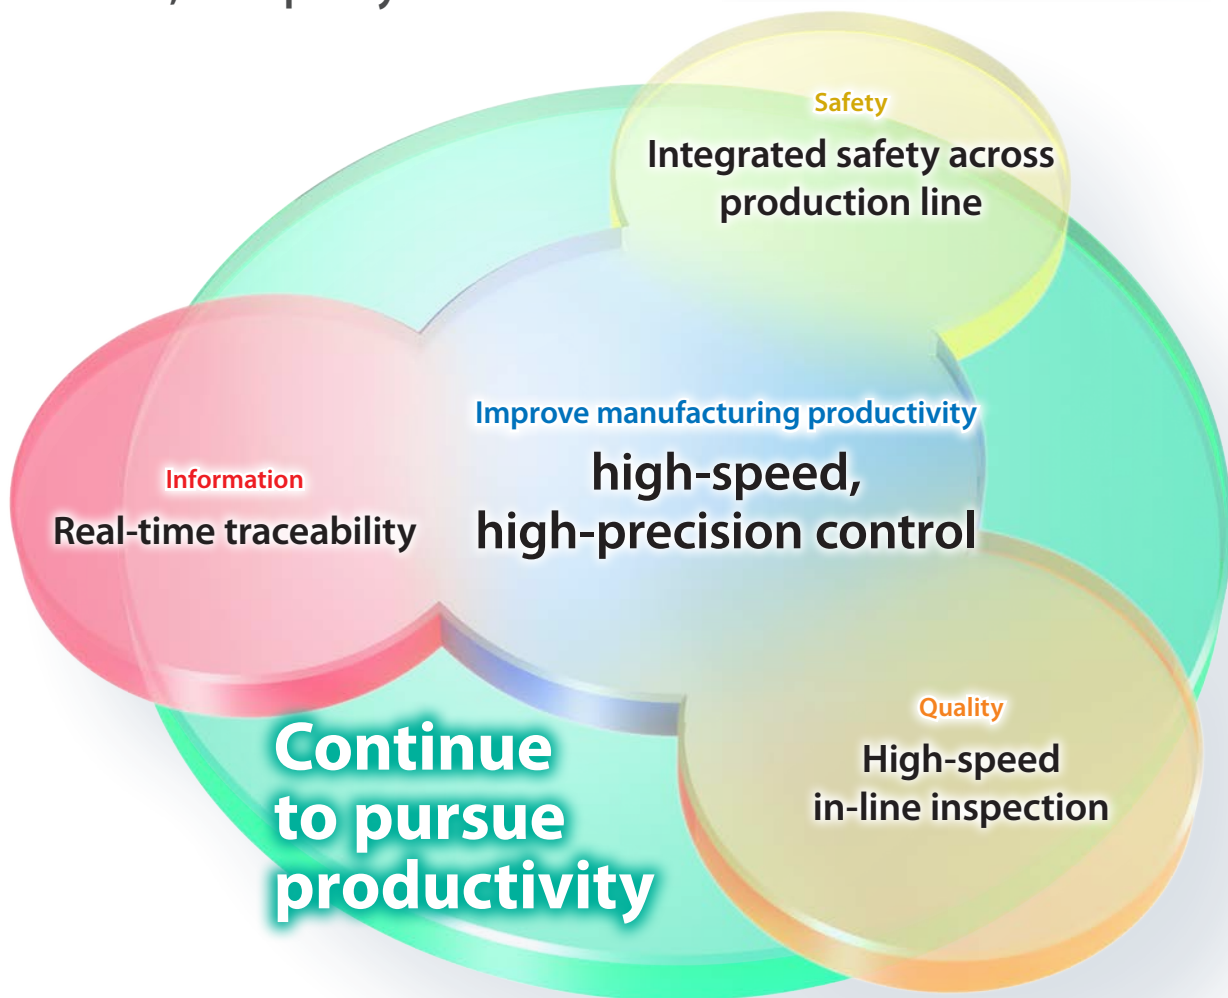 Safety
Integrated safety across
production line
Improve manufacturing productivity
high-speed,
high-precision control
Information
Real-time traceability
Quality
High-speed
in-line inspection
Continue
to pursue
productivity